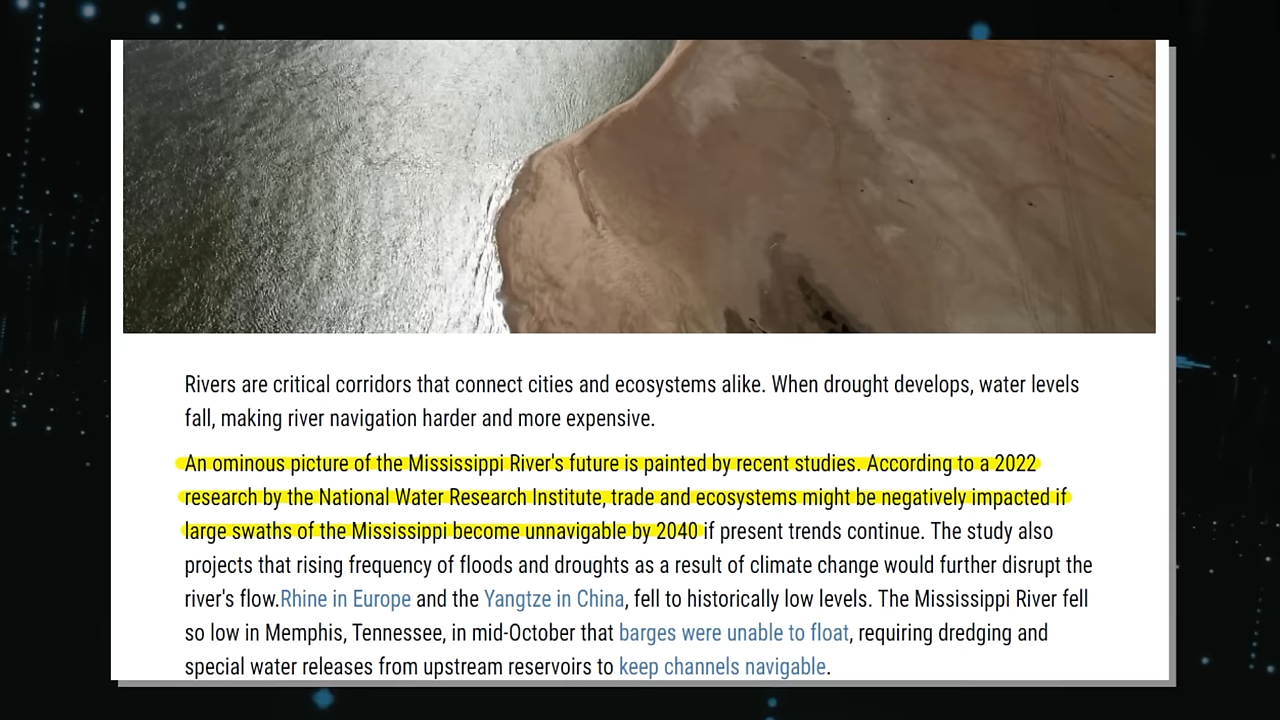 Rivers are critical corridors that connect cities and ecosystems alike. When drought develops, water levels
fall, making river navigation harder and more expensive.
An ominous picture of the Mississippi River's future is painted by recent studies. According to a 2022
research by the National Water Research Institute, trade and ecosystems might be negatively impacted if
large swaths of the Mississippi become unnavigable by 2040 if present trends continue. The study also
projects that rising frequency of floods and droughts as a result of climate change would further disrupt the
river's flow.Rhine in Europe and the Yangtze in China, fell to historically low levels. The Mississippi River fell
so low in Memphis, Tennessee, in mid-October that barges were unable to float, requiring dredging and
special water releases from upstream reservoirs to keep channels navigable.